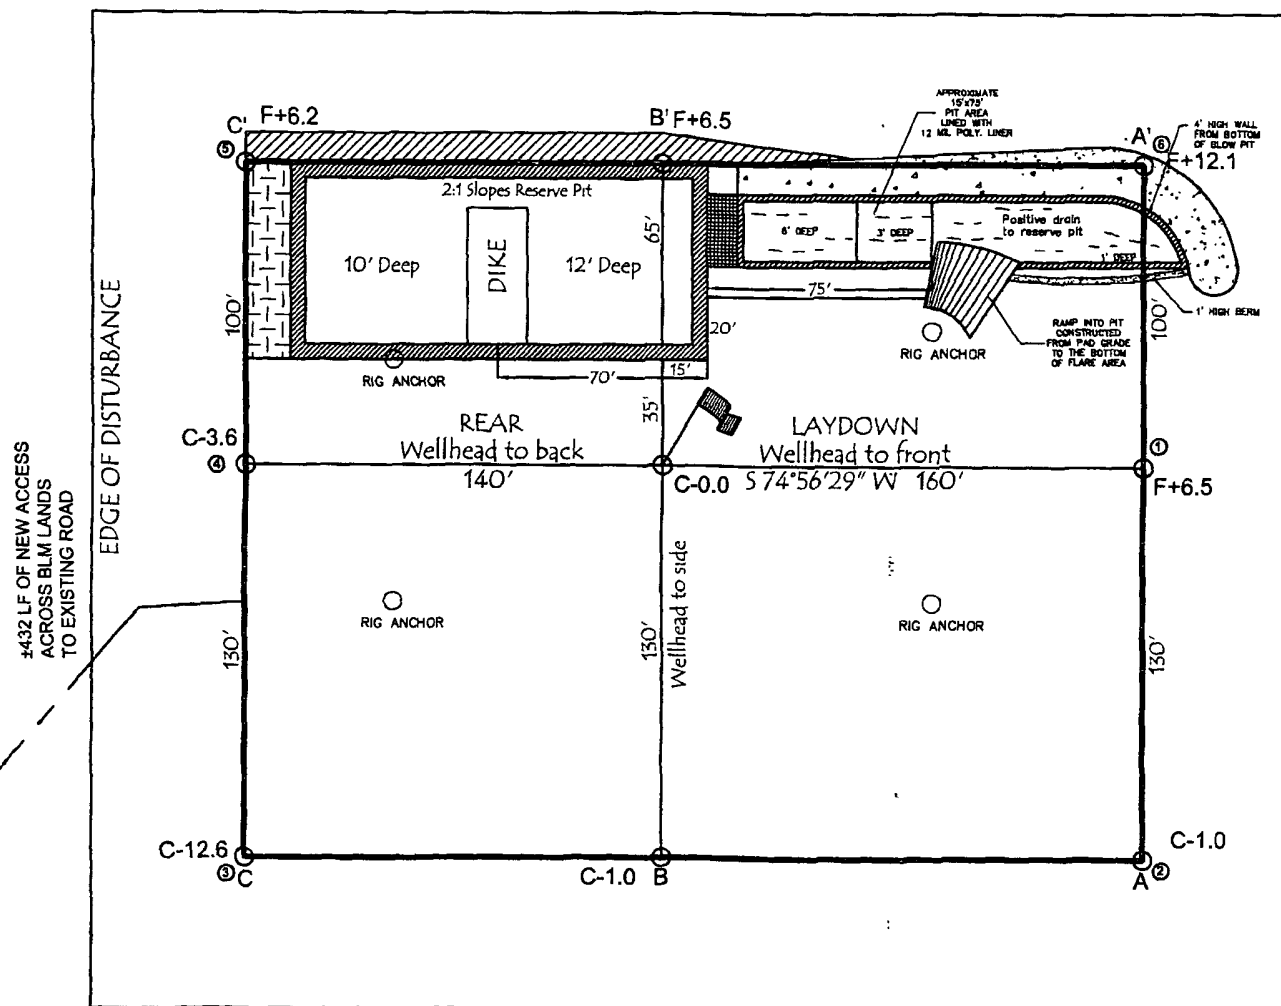 APPROXIMATE
15'x75'
PIT AREA
LINED WITH
12 MIL POLY. LINER
C'
F+6.2
B'
F+6.5
A'
⑥
F+12.1
4' HIGH WALL
FROM BOTTOM
OF BLOW PIT
⑤
2:1 Slopes Reserve Pit
65'
10' Deep
DIKE
12' Deep
6' DEEP
3' DEEP
Positive drain
to reserve pit
1' DEEP
75'
1' HIGH BERM
100'
20'
100'
RIG ANCHOR
RIG ANCHOR
RAMP INTO PIT
CONSTRUCTED
FROM PAD GRADE
TO THE BOTTOM
OF FLARE AREA
70'
15'
35'
EDGE OF DISTURBANCE
REAR
Wellhead to back
140'
LAYDOWN
Wellhead to front
S 74°56'29" W 160'
C-3.6
④
C-0.0
①
F+6.5
±432 LF OF NEW ACCESS
ACROSS BLM LANDS
TO EXISTING ROAD
RIG ANCHOR
RIG ANCHOR
130'
130'
Wellhead to side
130'
C-12.6
③
C
C-1.0
B
C-1.0
A
②